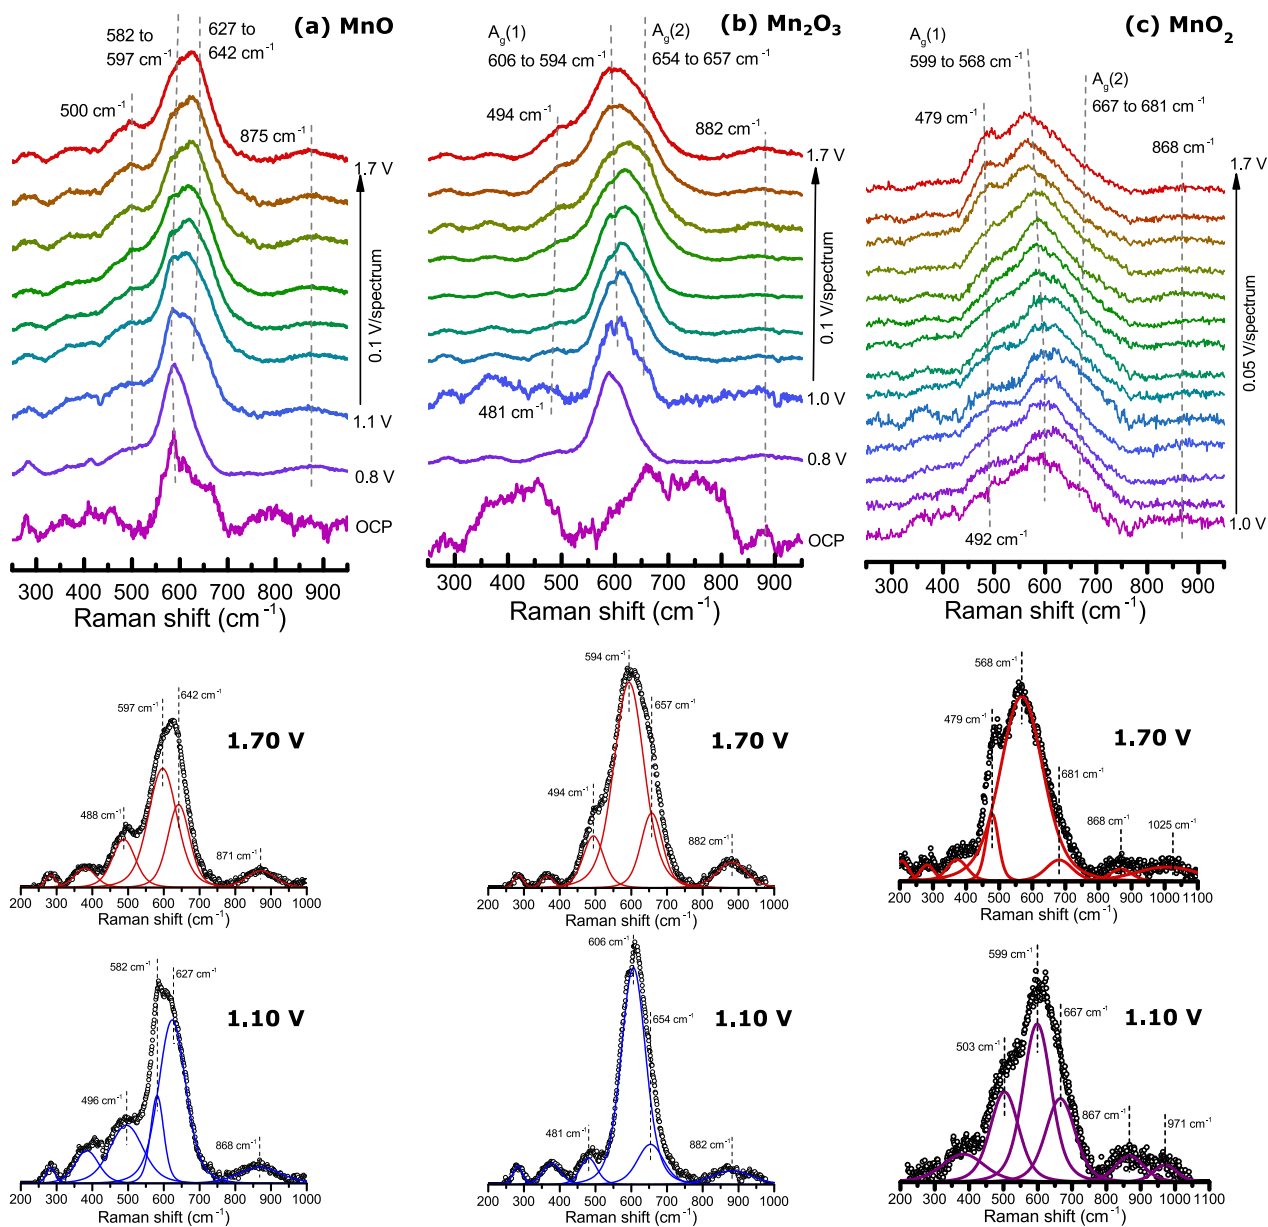 (a) MnO
582 to
597 cm⁻¹
627 to
642 cm⁻¹
500 cm⁻¹
875 cm⁻¹
1.7 V
0.1 V/spectrum
1.1 V
0.8 V
OCP
300 400 500 600 700 800 900
Raman shift (cm⁻¹)
(b) Mn₂O₃
A_g(1)
606 to 594 cm⁻¹
A_g(2)
654 to 657 cm⁻¹
494 cm⁻¹
882 cm⁻¹
1.7 V
0.1 V/spectrum
481 cm⁻¹
1.0 V
0.8 V
OCP
300 400 500 600 700 800 900
Raman shift (cm⁻¹)
(c) MnO₂
A_g(1)
599 to 568 cm⁻¹
A_g(2)
667 to 681 cm⁻¹
479 cm⁻¹
868 cm⁻¹
1.7 V
0.05 V/spectrum
492 cm⁻¹
1.0 V
300 400 500 600 700 800 900
Raman shift (cm⁻¹)
597 cm⁻¹
642 cm⁻¹
1.70 V
488 cm⁻¹
871 cm⁻¹
200 300 400 500 600 700 800 900 1000
Raman shift (cm⁻¹)
594 cm⁻¹
657 cm⁻¹
1.70 V
494 cm⁻¹
882 cm⁻¹
200 300 400 500 600 700 800 900 1000
Raman shift (cm⁻¹)
568 cm⁻¹
479 cm⁻¹
1.70 V
681 cm⁻¹
868 cm⁻¹
1025 cm⁻¹
200 300 400 500 600 700 800 900 1000 1100
Raman shift (cm⁻¹)
582 cm⁻¹
627 cm⁻¹
1.10 V
496 cm⁻¹
868 cm⁻¹
200 300 400 500 600 700 800 900 1000
Raman shift (cm⁻¹)
606 cm⁻¹
654 cm⁻¹
1.10 V
481 cm⁻¹
882 cm⁻¹
200 300 400 500 600 700 800 900 1000
Raman shift (cm⁻¹)
599 cm⁻¹
667 cm⁻¹
1.10 V
503 cm⁻¹
867 cm⁻¹
971 cm⁻¹
200 300 400 500 600 700 800 900 1000 1100
Raman shift (cm⁻¹)